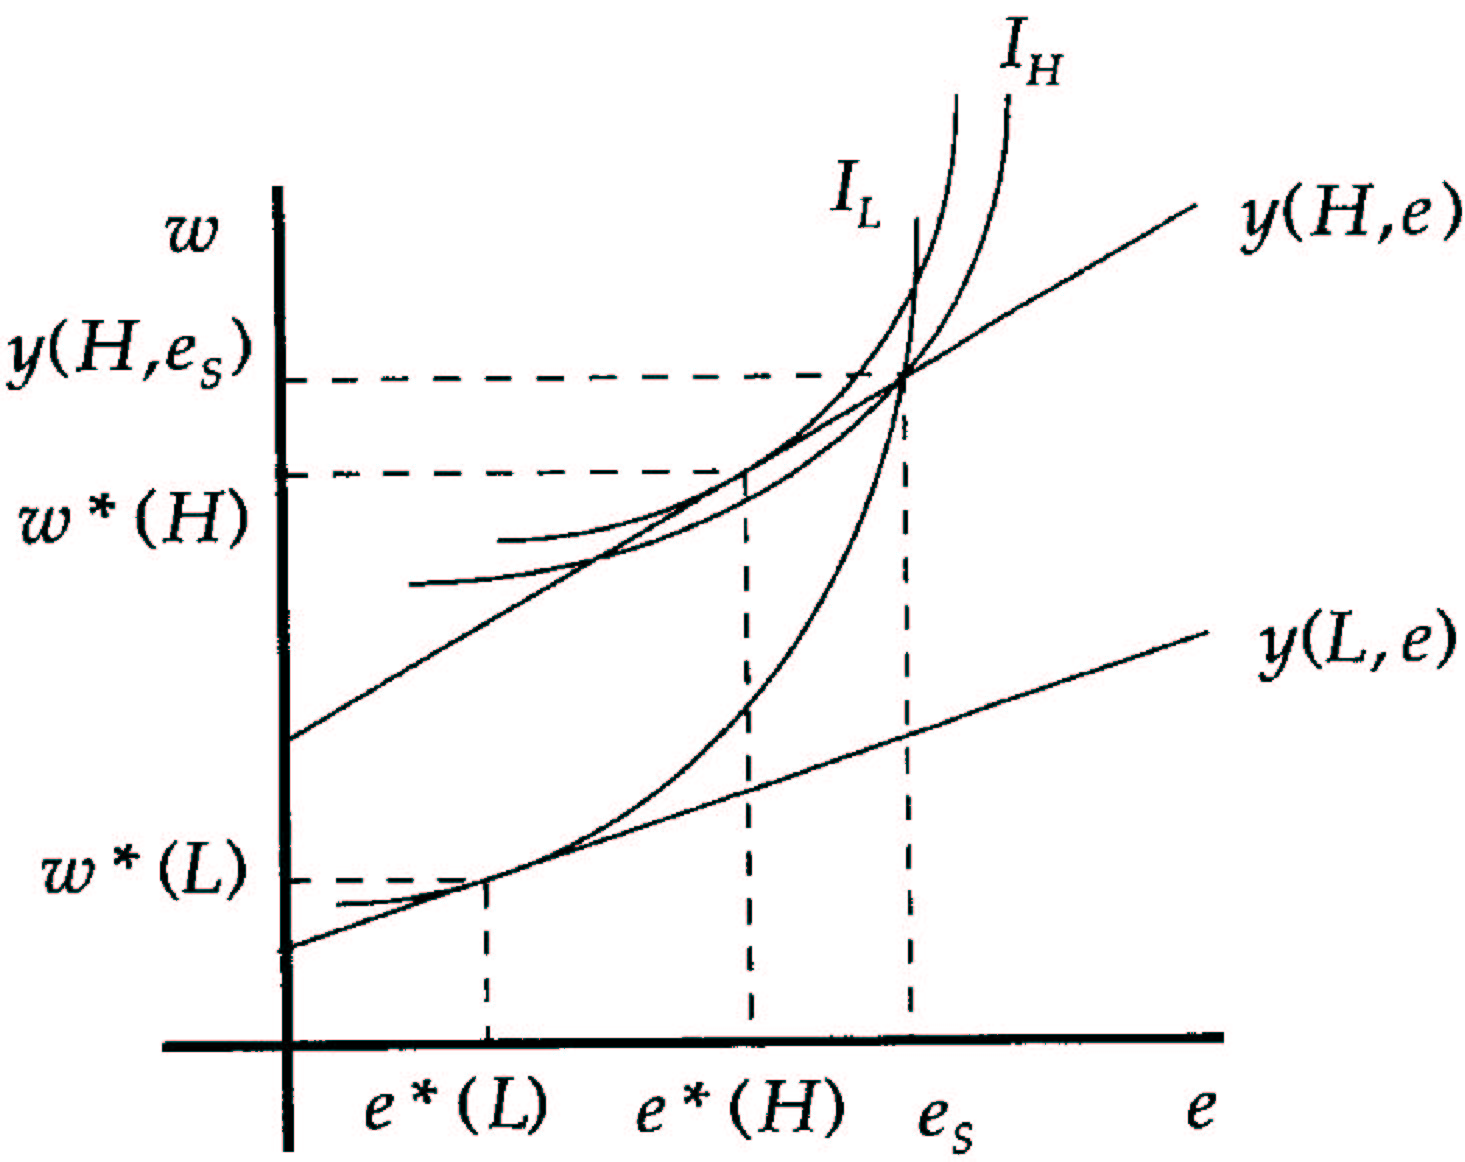 I_H
I_L
w
y(H,e)
y(H,e_s)
w*(H)
y(L,e)
w*(L)
e*(L)
e*(H)
e_s
e